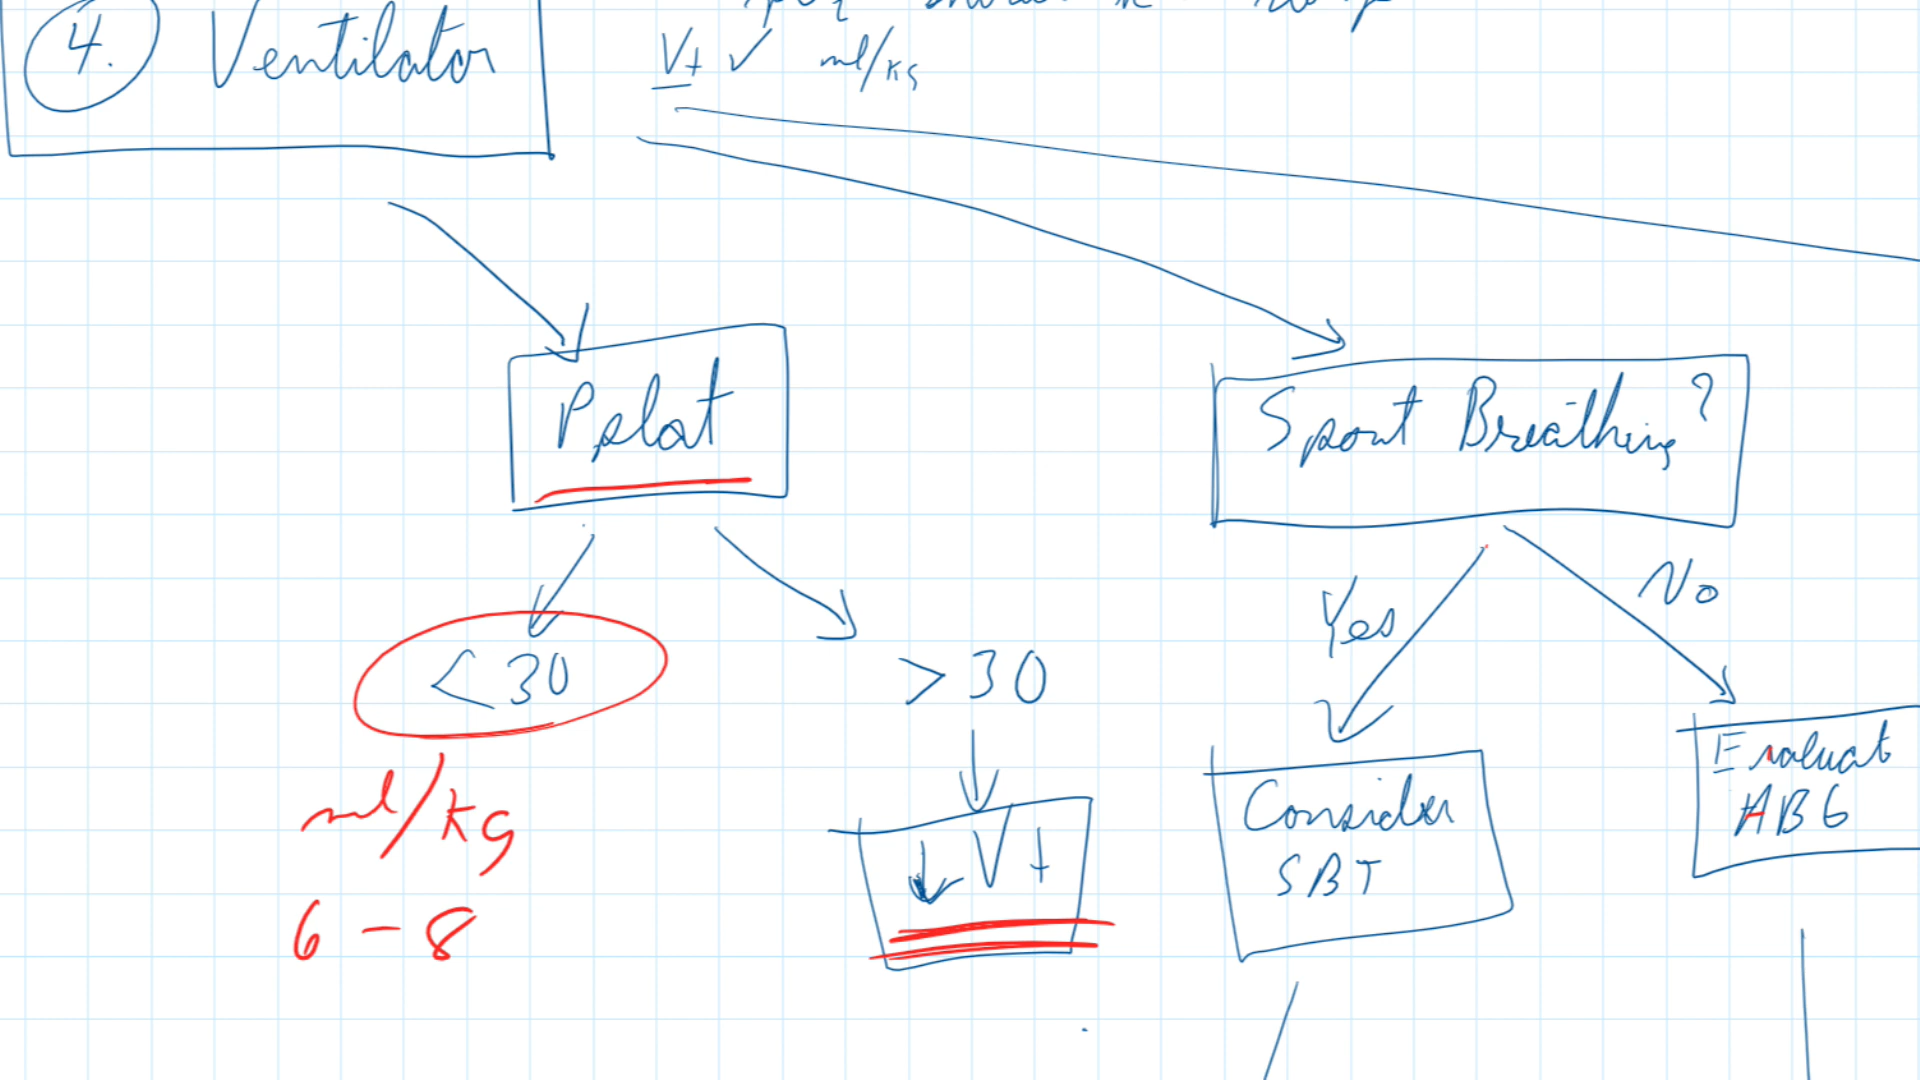 4. Ventilator
Vt ✓ ml/kg
Pplat
Spont Breathing?
Yes
No
< 30
> 30
ml/kg
6 - 8
↓ Vt
Consider
SBT
Evaluat
ABG